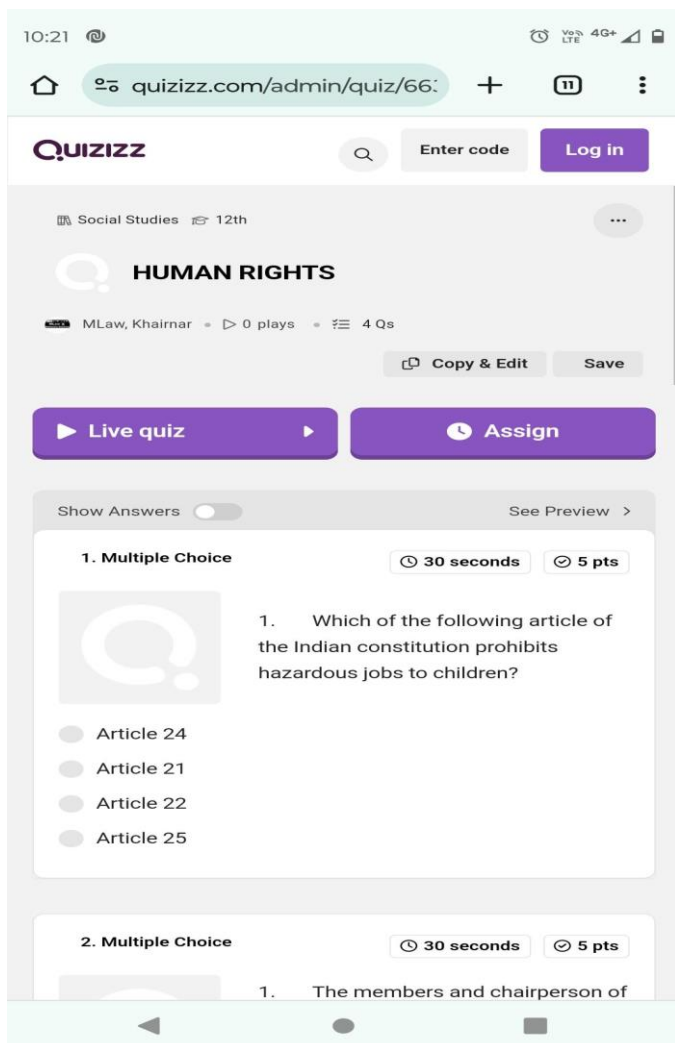 10:21 VoLTE 4G+
quizizz.com/admin/quiz/663 11
QUIZIZZ Enter code Log in
Social Studies 12th
HUMAN RIGHTS
MLaw, Khairnar 0 plays 4 Qs
Copy & Edit Save
Live quiz Assign
Show Answers See Preview
1. Multiple Choice 30 seconds 5 pts
1. Which of the following article of
the Indian constitution prohibits
hazardous jobs to children?
Article 24
Article 21
Article 22
Article 25
2. Multiple Choice 30 seconds 5 pts
1. The members and chairperson of